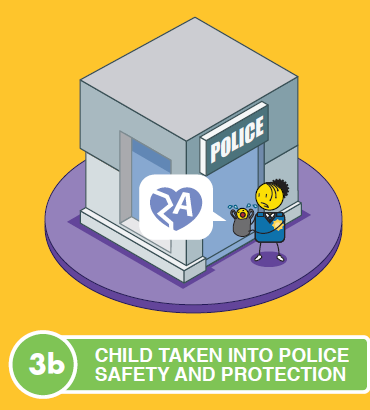 POLICE
A
3b
CHILD TAKEN INTO POLICE
SAFETY AND PROTECTION